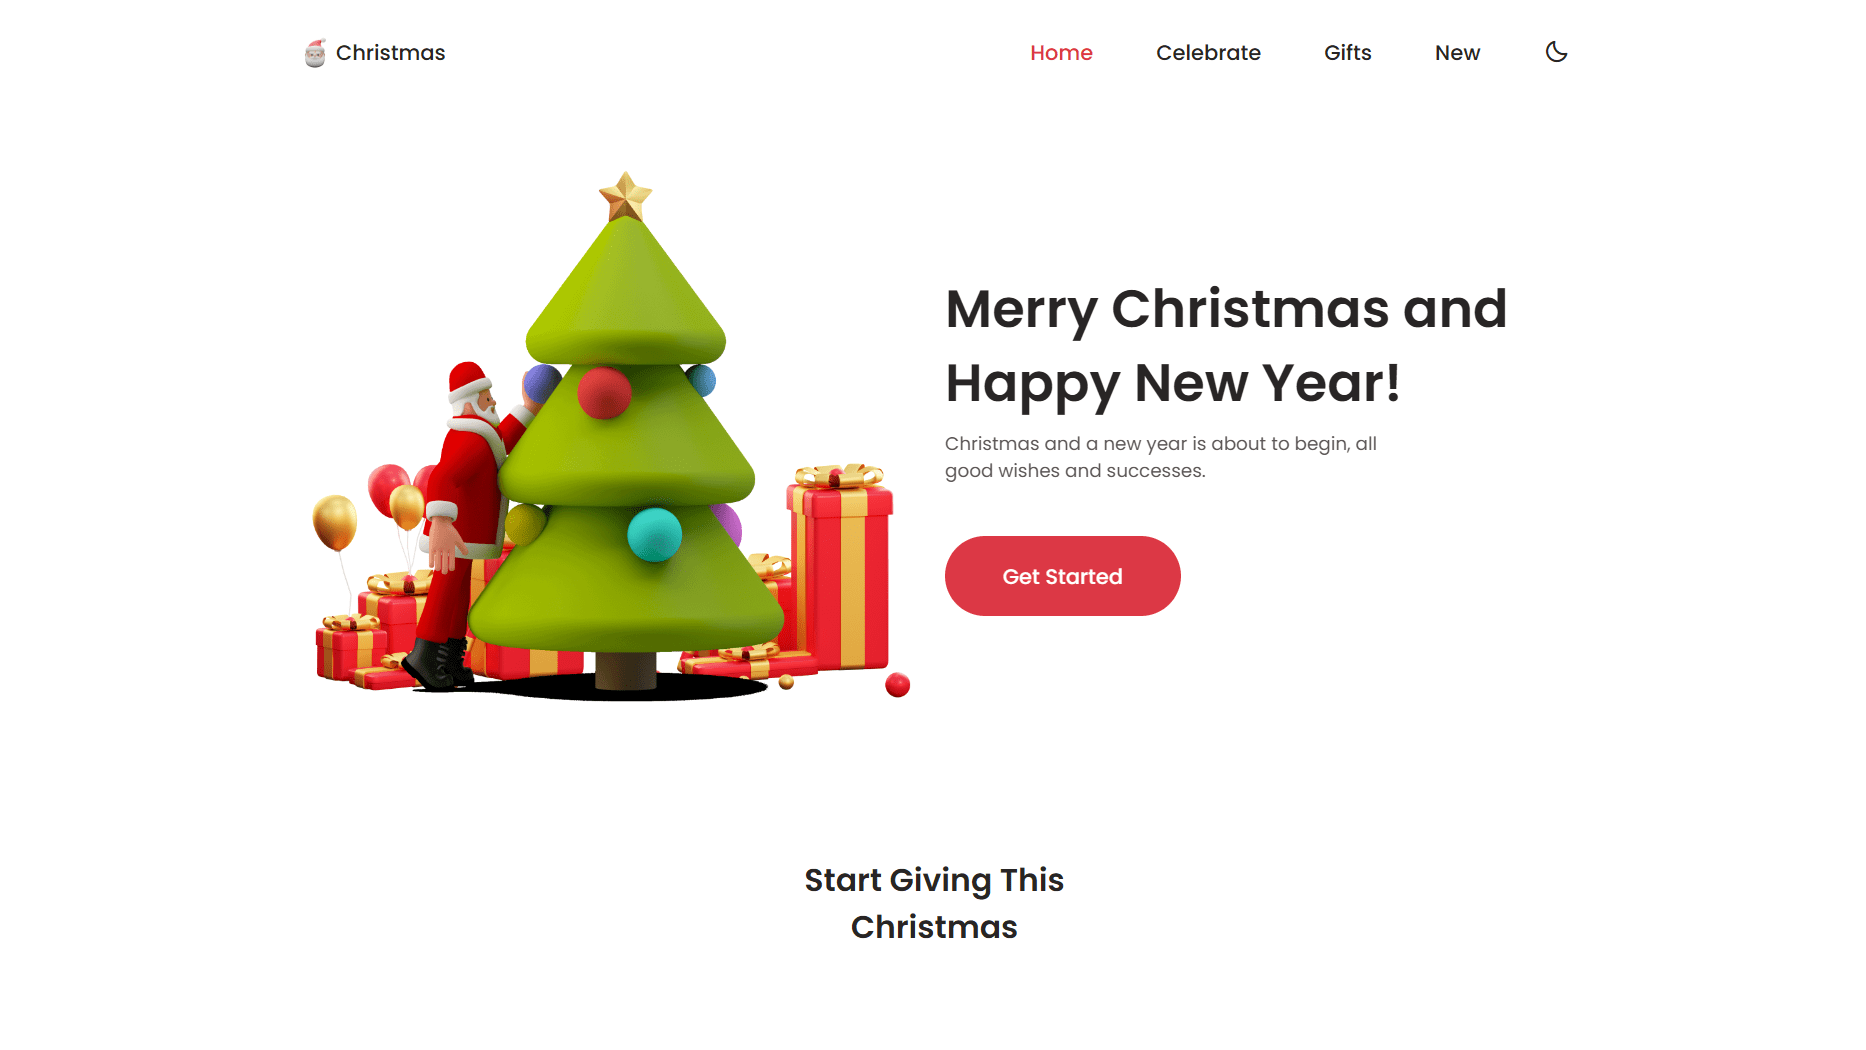 Christmas
Home
Celebrate
Gifts
New
Merry Christmas and
Happy New Year!
Christmas and a new year is about to begin, all
good wishes and successes.
Get Started
Start Giving This
Christmas